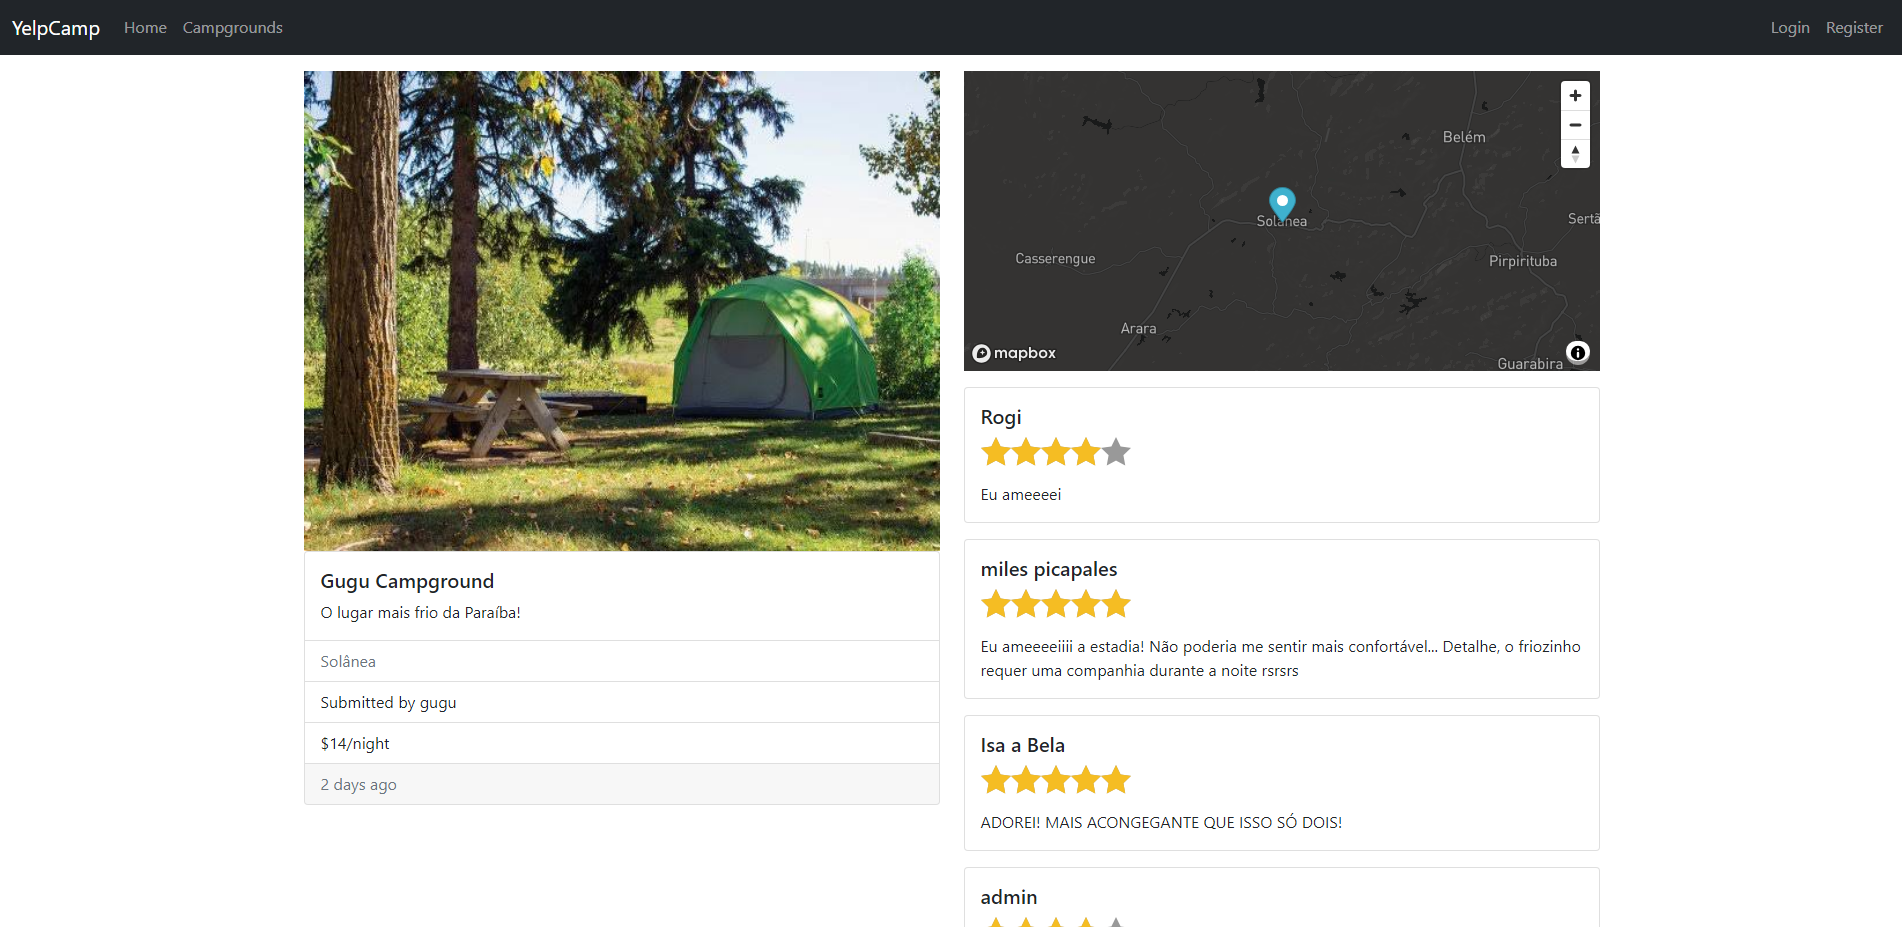 YelpCamp
Home
Campgrounds
Login
Register
Gugu Campground
O lugar mais frio da Paraíba!
Solânea
Submitted by gugu
$14/night
2 days ago
Belém
Solânea
Sertã
Casserengue
Pirpirituba
Arara
mapbox
Guarabira
Rogi
Eu ameeeei
miles picapales
Eu ameeeeiiii a estadia! Não poderia me sentir mais confortável... Detalhe, o friozinho
requer uma companhia durante a noite rsrsrs
Isa a Bela
ADOREI! MAIS ACONGEGANTE QUE ISSO SÓ DOIS!
admin